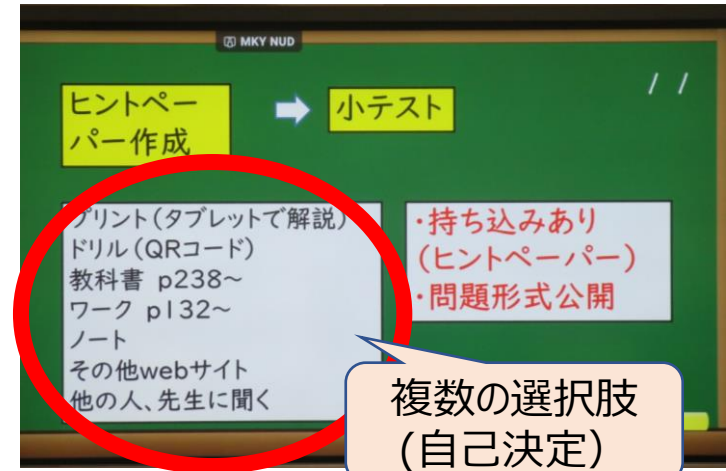 MKY NUD
/ /
ヒントペー
パー作成
小テスト
プリント(タブレットで解説)
ドリル(QRコード)
教科書 p238~
ワーク p132~
ノート
その他webサイト
他の人、先生に聞く
・持ち込みあり
(ヒントペーパー)
・問題形式公開
複数の選択肢
(自己決定)